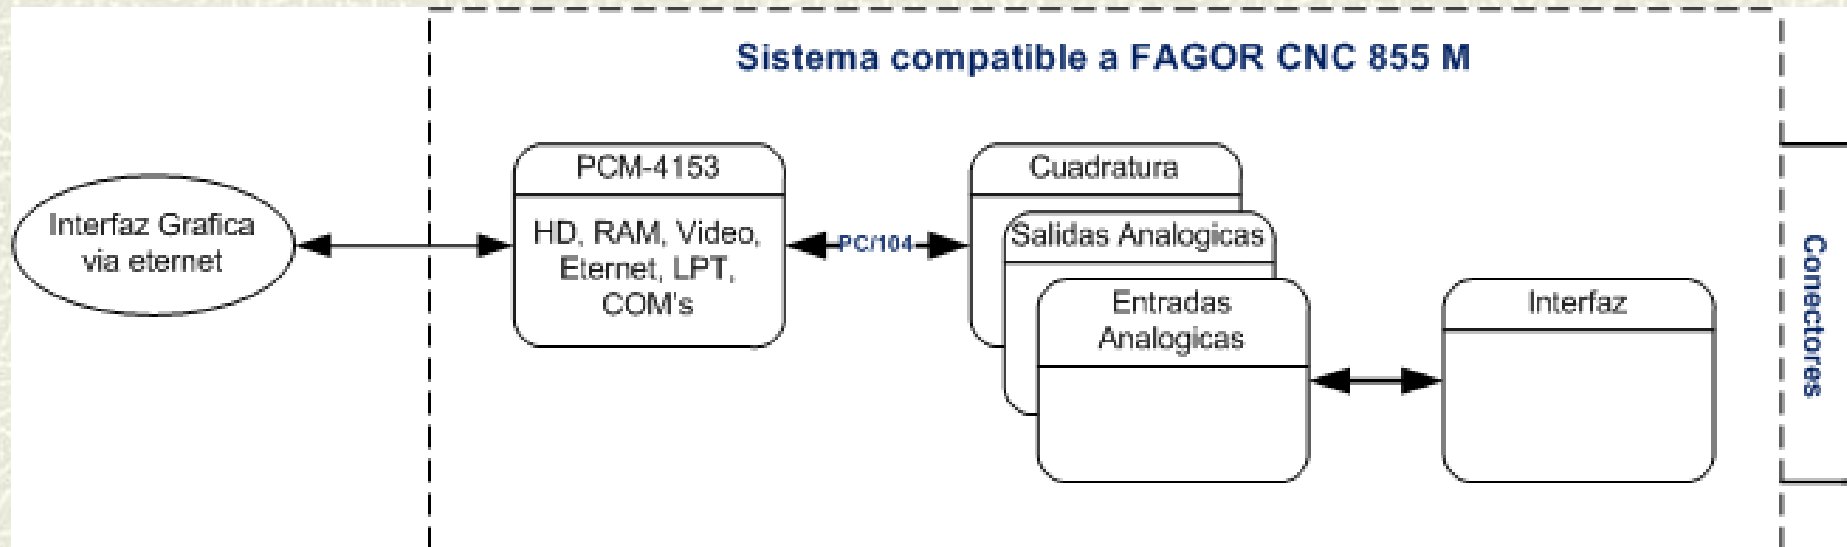 Sistema compatible a FAGOR CNC 855 M
Interfaz Grafica
via eternet
PCM-4153
HD, RAM, Video,
Eternet, LPT,
COM's
PC/104
Cuadratura
Salidas Analogicas
Entradas
Analogicas
Interfaz
Conectores